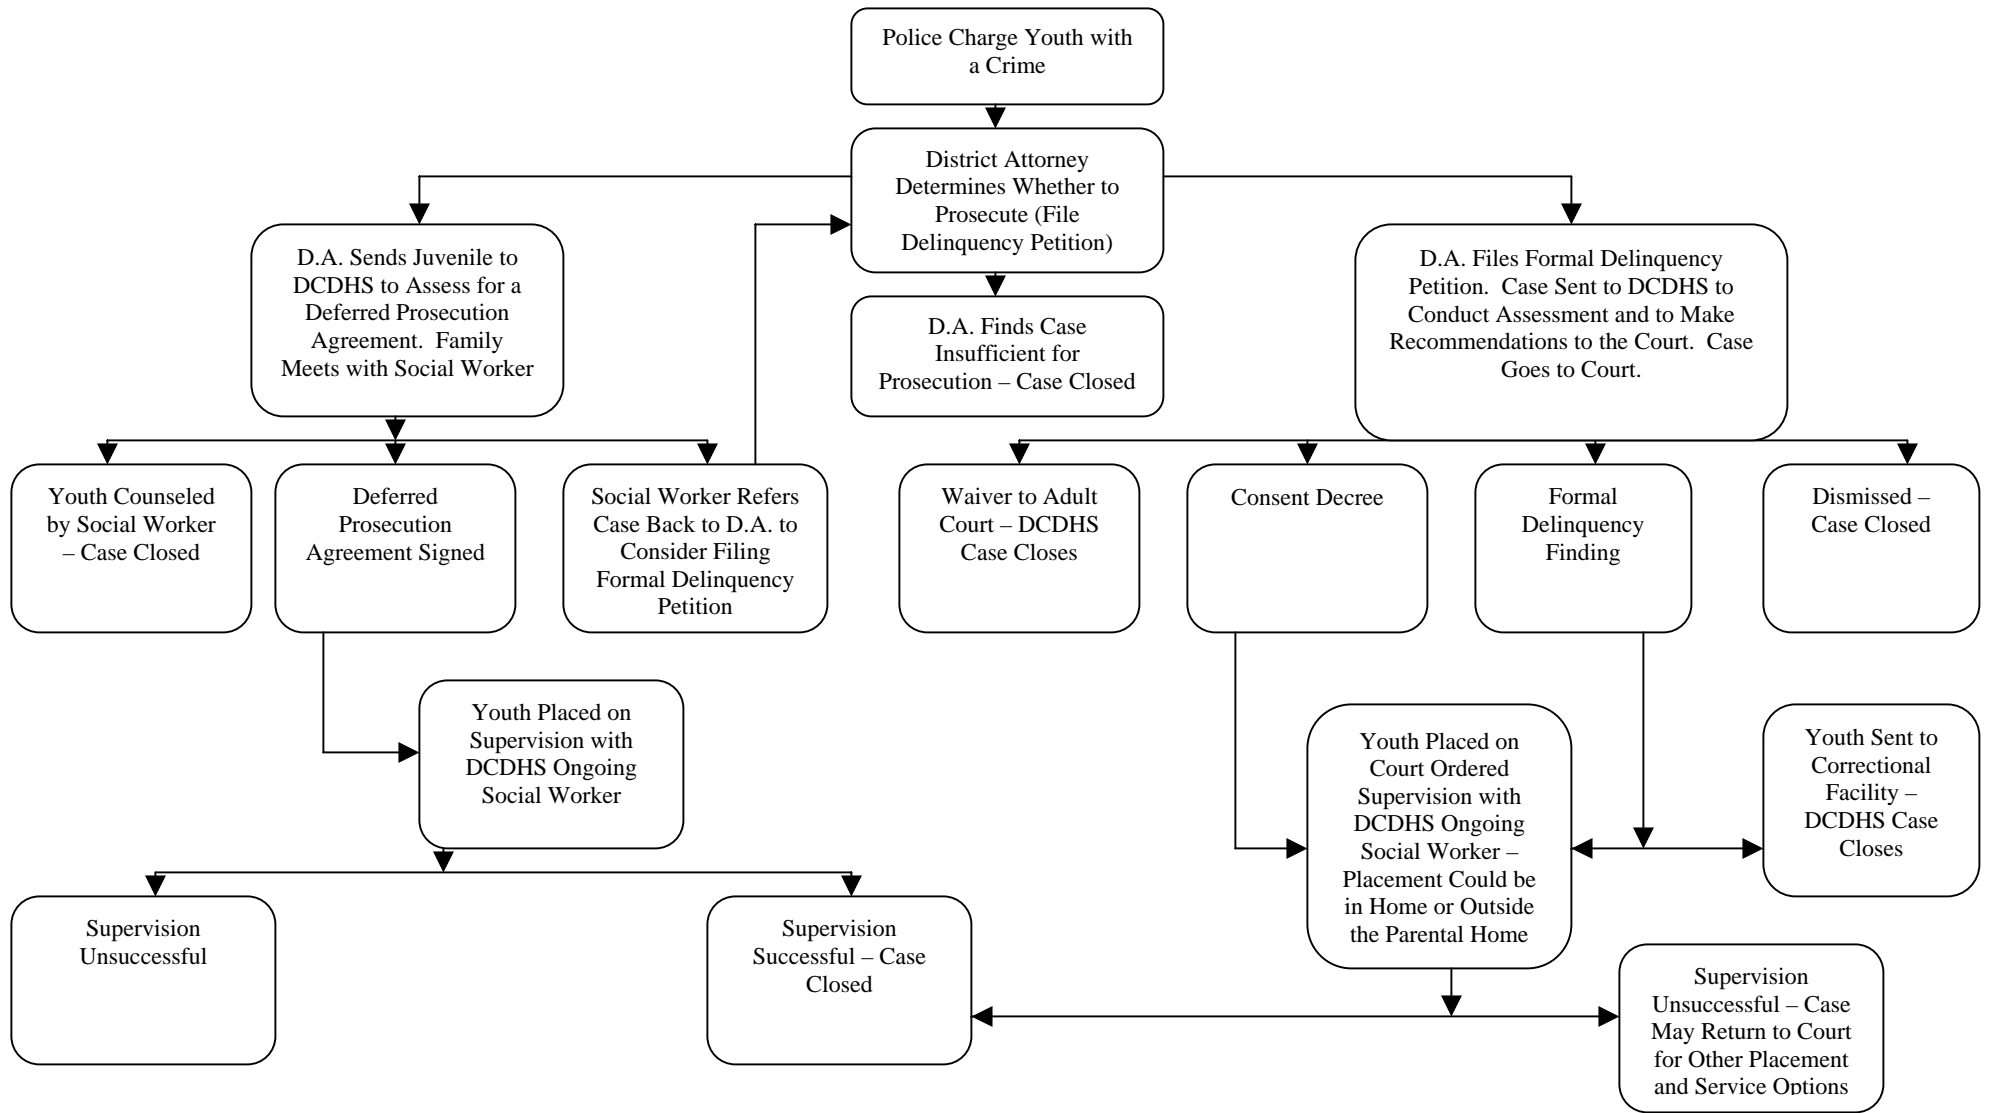 Police Charge Youth with
a Crime
District Attorney
Determines Whether to
Prosecute (File
Delinquency Petition)
D.A. Sends Juvenile to
DCDHS to Assess for a
Deferred Prosecution
Agreement.  Family
Meets with Social Worker
D.A. Finds Case
Insufficient for
Prosecution – Case Closed
D.A. Files Formal Delinquency
Petition.  Case Sent to DCDHS to
Conduct Assessment and to Make
Recommendations to the Court.  Case
Goes to Court.
Youth Counseled
by Social Worker
– Case Closed
Deferred
Prosecution
Agreement Signed
Social Worker Refers
Case Back to D.A. to
Consider Filing
Formal Delinquency
Petition
Waiver to Adult
Court – DCDHS
Case Closes
Consent Decree
Formal
Delinquency
Finding
Dismissed –
Case Closed
Youth Placed on
Supervision with
DCDHS Ongoing
Social Worker
Youth Placed on
Court Ordered
Supervision with
DCDHS Ongoing
Social Worker –
Placement Could be
in Home or Outside
the Parental Home
Youth Sent to
Correctional
Facility –
DCDHS Case
Closes
Supervision
Unsuccessful
Supervision
Successful – Case
Closed
Supervision
Unsuccessful – Case
May Return to Court
for Other Placement
and Service Options